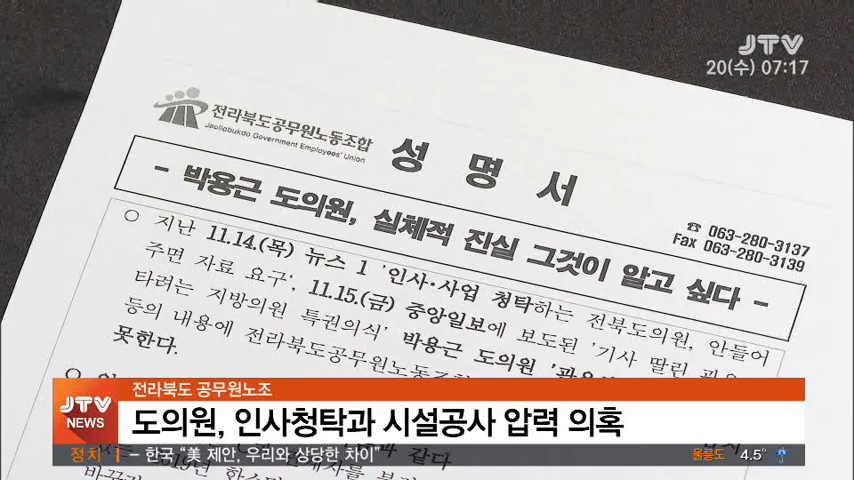 JTV
20(수) 07:17
전라북도공무원노동조합
Jeollabukdo Government Employees' Union
성 명 서
☎ 063-280-3137
Fax 063-280-3139
- 박용근 도의원, 실체적 진실 그것이 알고 싶다 -
○ 지난 11.14.(목) 뉴스 1 '인사·사업 청탁하는 전북도의원, 안들어
주면 자료 요구', 11.15.(금) 중앙일보에 보도된 '기사 딸린
타려는 지방의원 특권의식' 박용근 도의원
등의 내용에 전라북도공무원노동조합
못한다.
전라북도 공무원노조
JTV
NEWS
도의원, 인사청탁과 시설공사 압력 의혹
정치
– 한국 “美 제안, 우리와 상당한 차이”
울릉도 4.5°